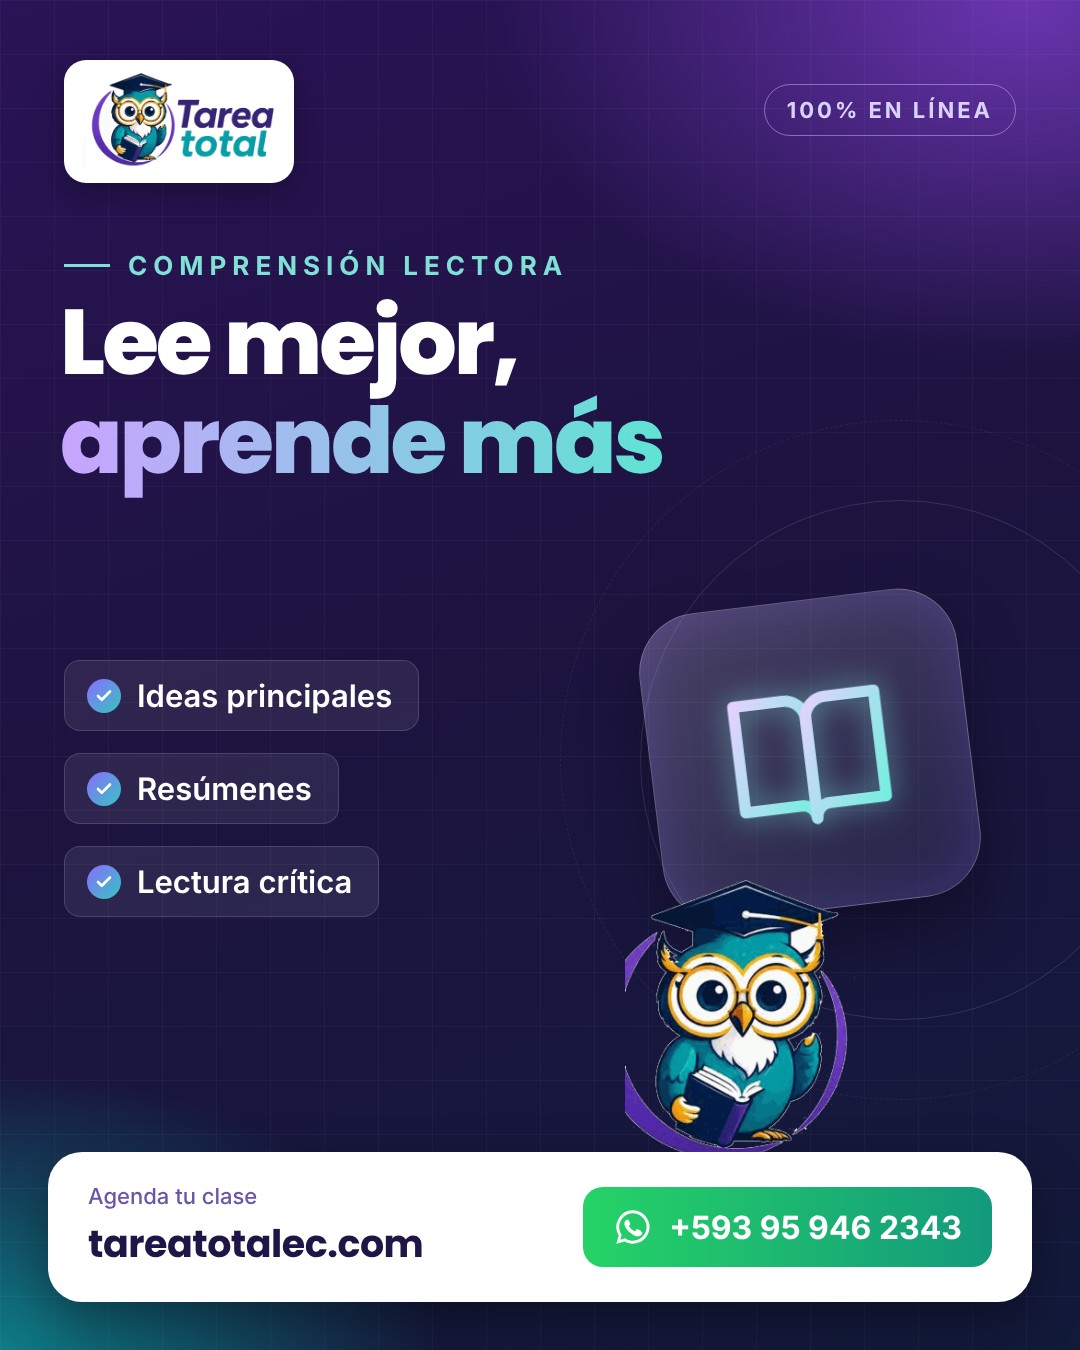 Tarea
total
100% EN LÍNEA
COMPRENSIÓN LECTORA
Lee mejor,
aprende más
Ideas principales
Resúmenes
Lectura crítica
Agenda tu clase
tareatotalec.com
+593 95 946 2343